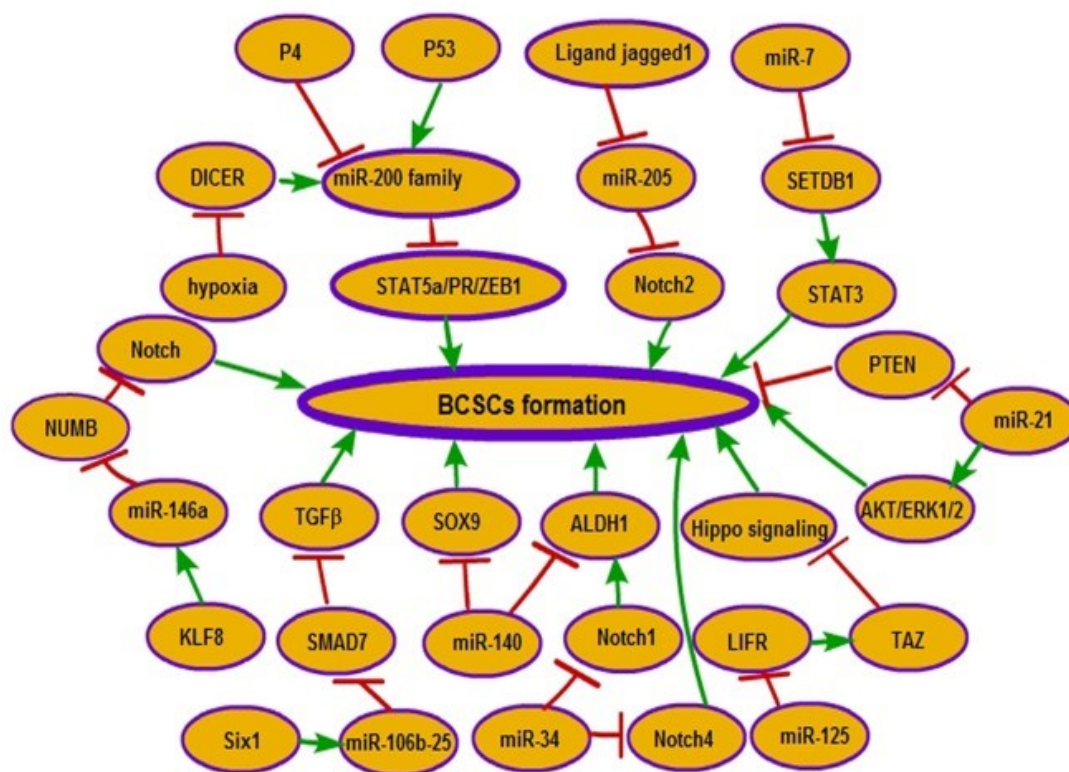 P4
P53
Ligand jagged1
miR-7
DICER
miR-200 family
miR-205
SETDB1
hypoxia
STAT5a/PR/ZEB1
Notch2
STAT3
Notch
PTEN
BCSCs formation
NUMB
miR-21
miR-146a
TGFβ
SOX9
ALDH1
Hippo signaling
AKT/ERK1/2
KLF8
SMAD7
miR-140
Notch1
LIFR
TAZ
Six1
miR-106b-25
miR-34
Notch4
miR-125